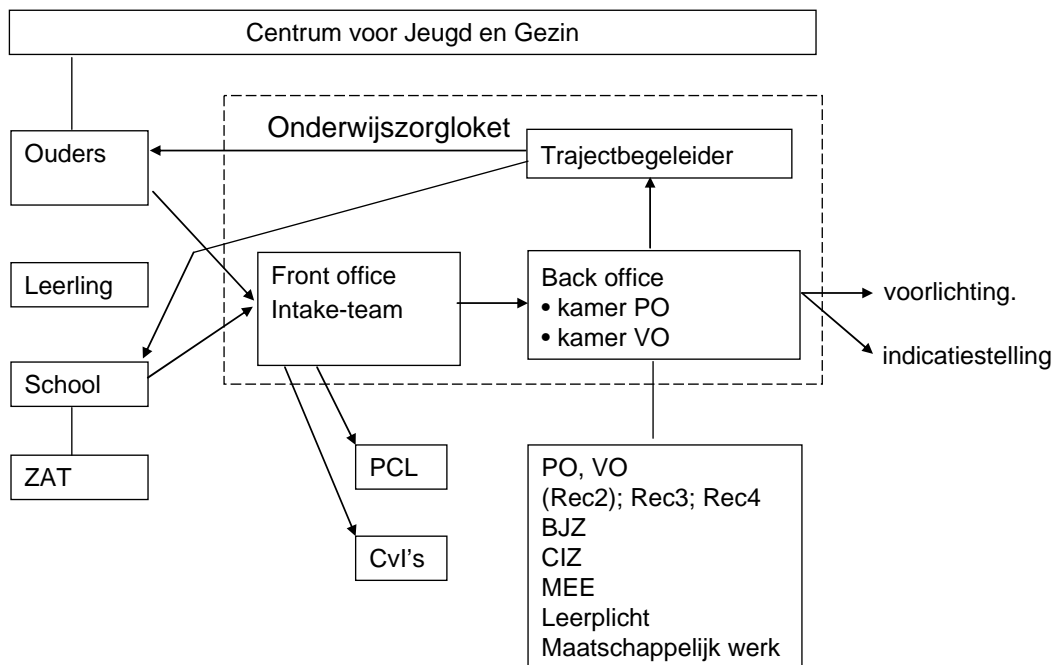 Centrum voor Jeugd en Gezin
Onderwijszorgloket
Ouders
Trajectbegeleider
Leerling
Front office
Intake-team
Back office
• kamer PO
• kamer VO
voorlichting.
indicatiestelling
School
ZAT
PCL
CvI's
PO, VO
(Rec2); Rec3; Rec4
BJZ
CIZ
MEE
Leerplicht
Maatschappelijk werk